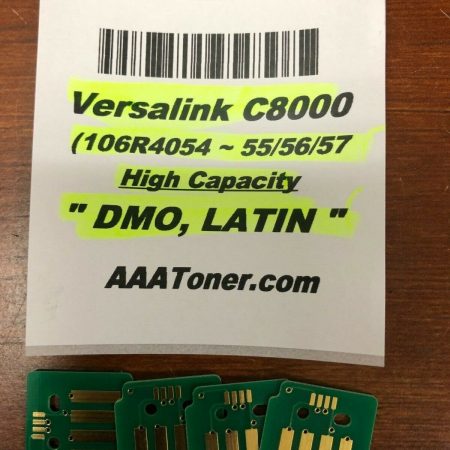 Versalink C8000
(106R4054 ~ 55/56/57
High Capacity
" DMO, LATIN "
AAAToner.com